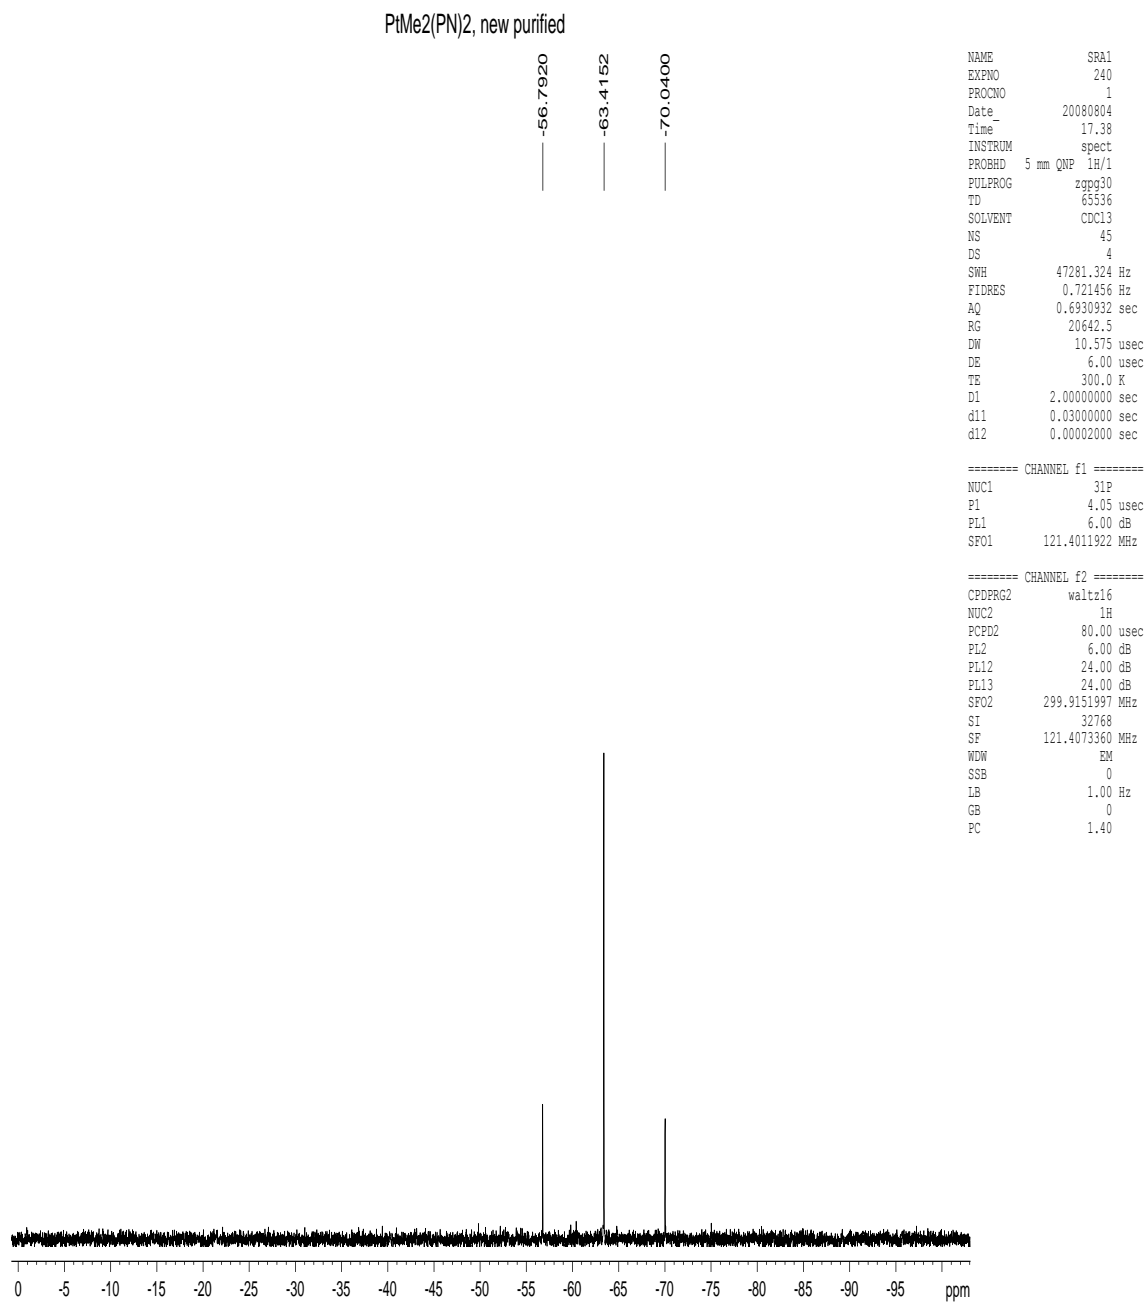 PtMe2(PN)2, new purified
-56.7920
-63.4152
-70.0400
NAME SRA1
EXPNO 240
PROCNO 1
Date_ 20080804
Time 17.38
INSTRUM spect
PROBHD 5 mm QNP 1H/1
PULPROG zgpg30
TD 65536
SOLVENT CDCl3
NS 45
DS 4
SWH 47281.324 Hz
FIDRES 0.721456 Hz
AQ 0.6930932 sec
RG 20642.5
DW 10.575 usec
DE 6.00 usec
TE 300.0 K
D1 2.00000000 sec
d11 0.03000000 sec
d12 0.00002000 sec
======== CHANNEL f1 ========
NUC1 31P
P1 4.05 usec
PL1 6.00 dB
SFO1 121.4011922 MHz
======== CHANNEL f2 ========
CPDPRG2 waltz16
NUC2 1H
PCPD2 80.00 usec
PL2 6.00 dB
PL12 24.00 dB
PL13 24.00 dB
SFO2 299.9151997 MHz
SI 32768
SF 121.4073360 MHz
WDW EM
SSB 0
LB 1.00 Hz
GB 0
PC 1.40
0 -5 -10 -15 -20 -25 -30 -35 -40 -45 -50 -55 -60 -65 -70 -75 -80 -85 -90 -95 ppm